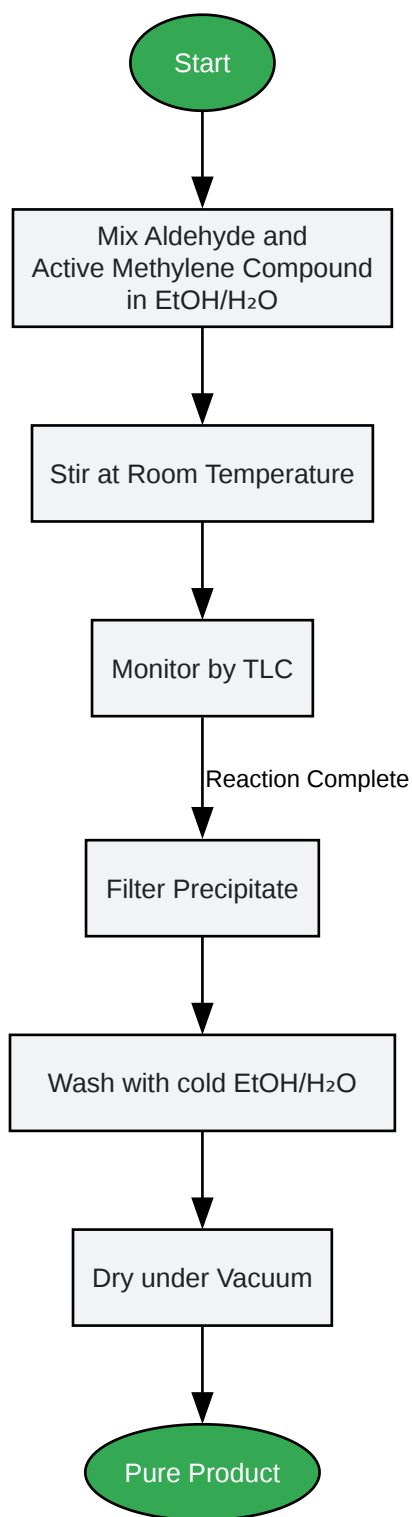 Start
Mix Aldehyde and
Active Methylene Compound
in EtOH/H₂O
Stir at Room Temperature
Monitor by TLC
Reaction Complete
Filter Precipitate
Wash with cold EtOH/H₂O
Dry under Vacuum
Pure Product